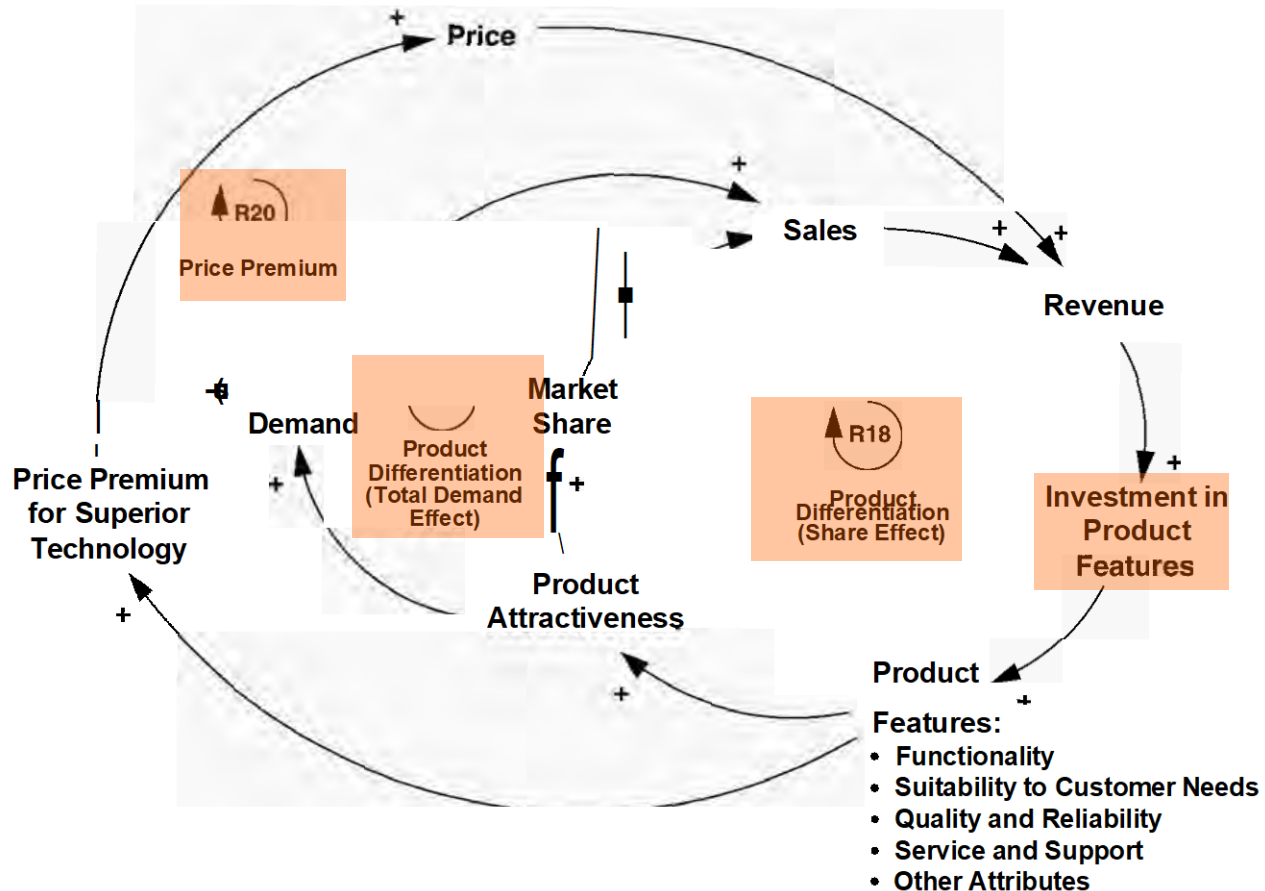 +
Price
+
R20
Price Premium
+
Sales
+
+
Revenue
Demand
Market
Share
Product
Differentiation
(Total Demand
Effect)
+
+
R18
Product
Differentiation
(Share Effect)
+
Investment in
Product
Features
Price Premium
for Superior
Technology
+
Product
Attractiveness
+
Product
+
Features:
• Functionality
• Suitability to Customer Needs
• Quality and Reliability
• Service and Support
• Other Attributes